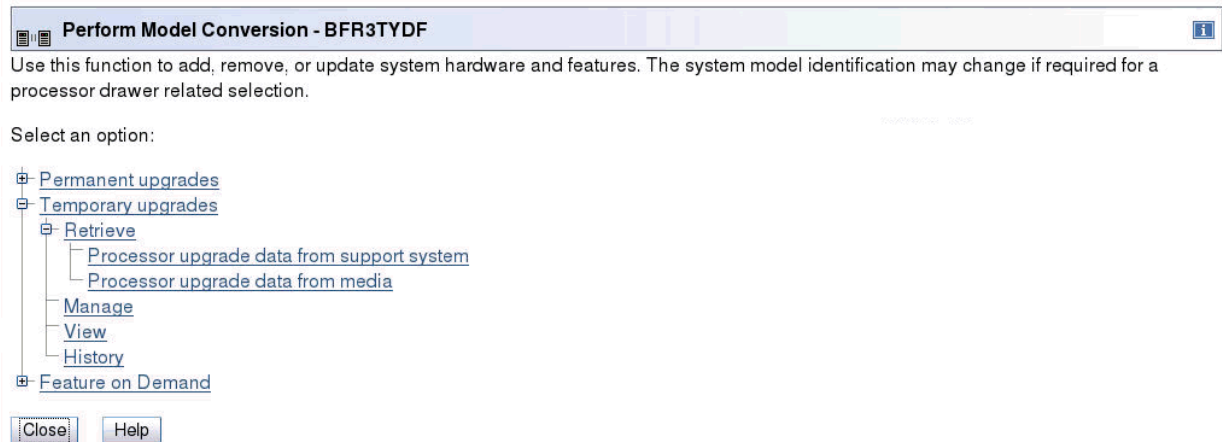 Perform Model Conversion - BFR3TYDF
i
Use this function to add, remove, or update system hardware and features. The system model identification may change if required for a
processor drawer related selection.
Select an option:
Permanent upgrades
Temporary upgrades
Retrieve
Processor upgrade data from support system
Processor upgrade data from media
Manage
View
History
Feature on Demand
Close Help